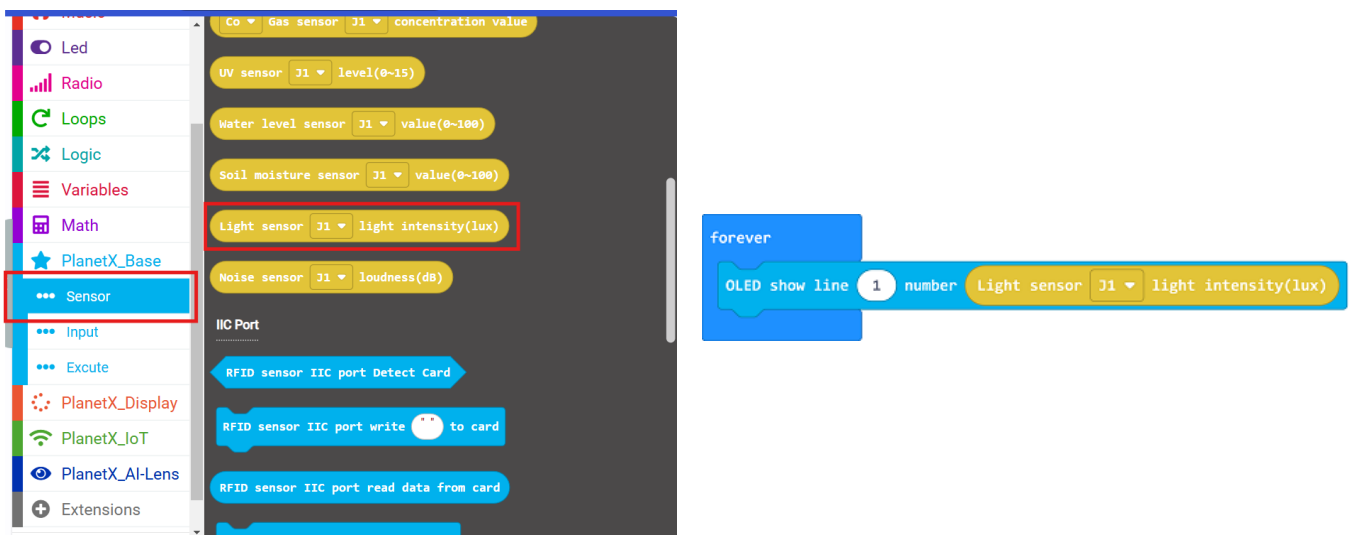 Music
Led
Radio
Loops
Logic
Variables
Math
PlanetX_Base
Sensor
Input
Excute
PlanetX_Display
PlanetX_IoT
PlanetX_AI-Lens
Extensions
Co Gas sensor J1 concentration value
UV sensor J1 level(0~15)
Water level sensor J1 value(0~100)
Soil moisture sensor J1 value(0~100)
Light sensor J1 light intensity(lux)
Noise sensor J1 loudness(dB)
IIC Port
RFID sensor IIC port Detect Card
RFID sensor IIC port write " " to card
RFID sensor IIC port read data from card
forever
OLED show line 1 number Light sensor J1 light intensity(lux)